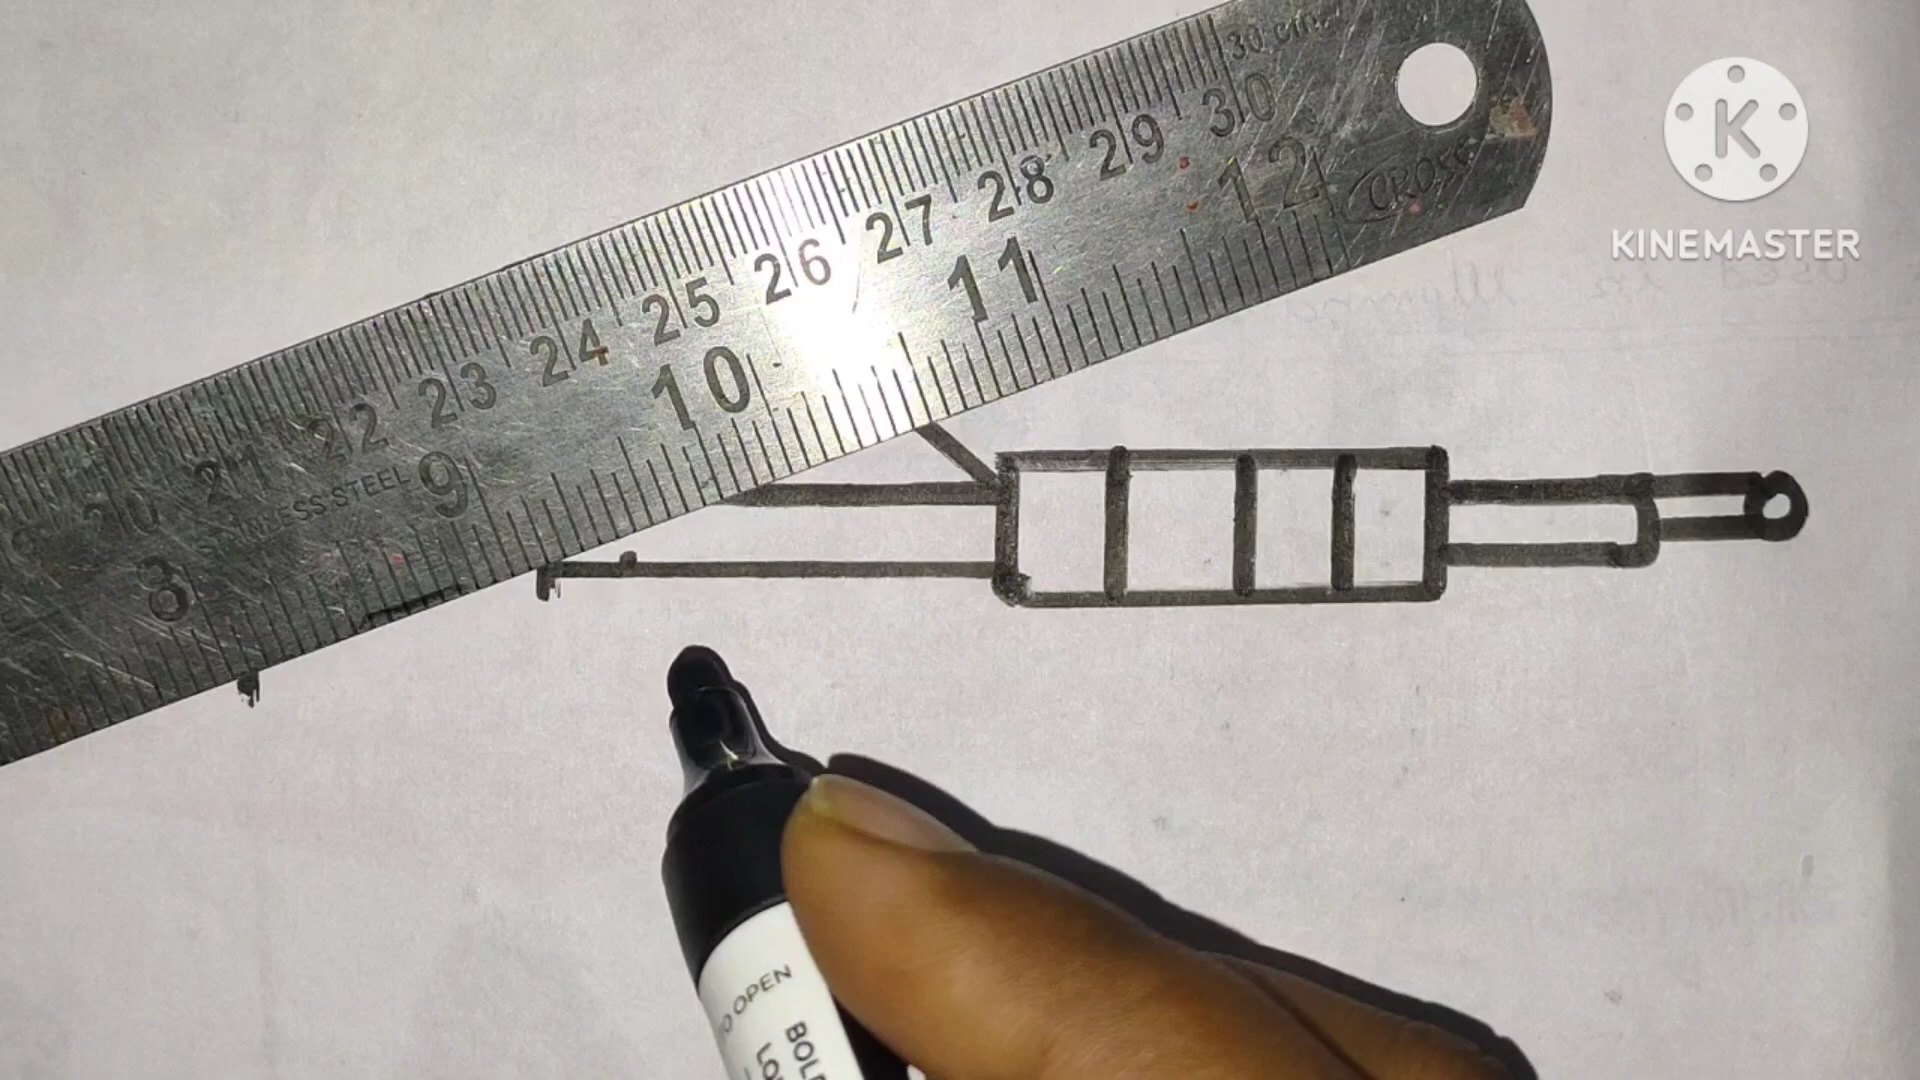 30 cm.
20 21 22 23 24 25 26 27 28 29 30
STAINLESS STEEL
8 9 10 11 12
CROSS
K
KINEMASTER
TO OPEN
BOL
LO